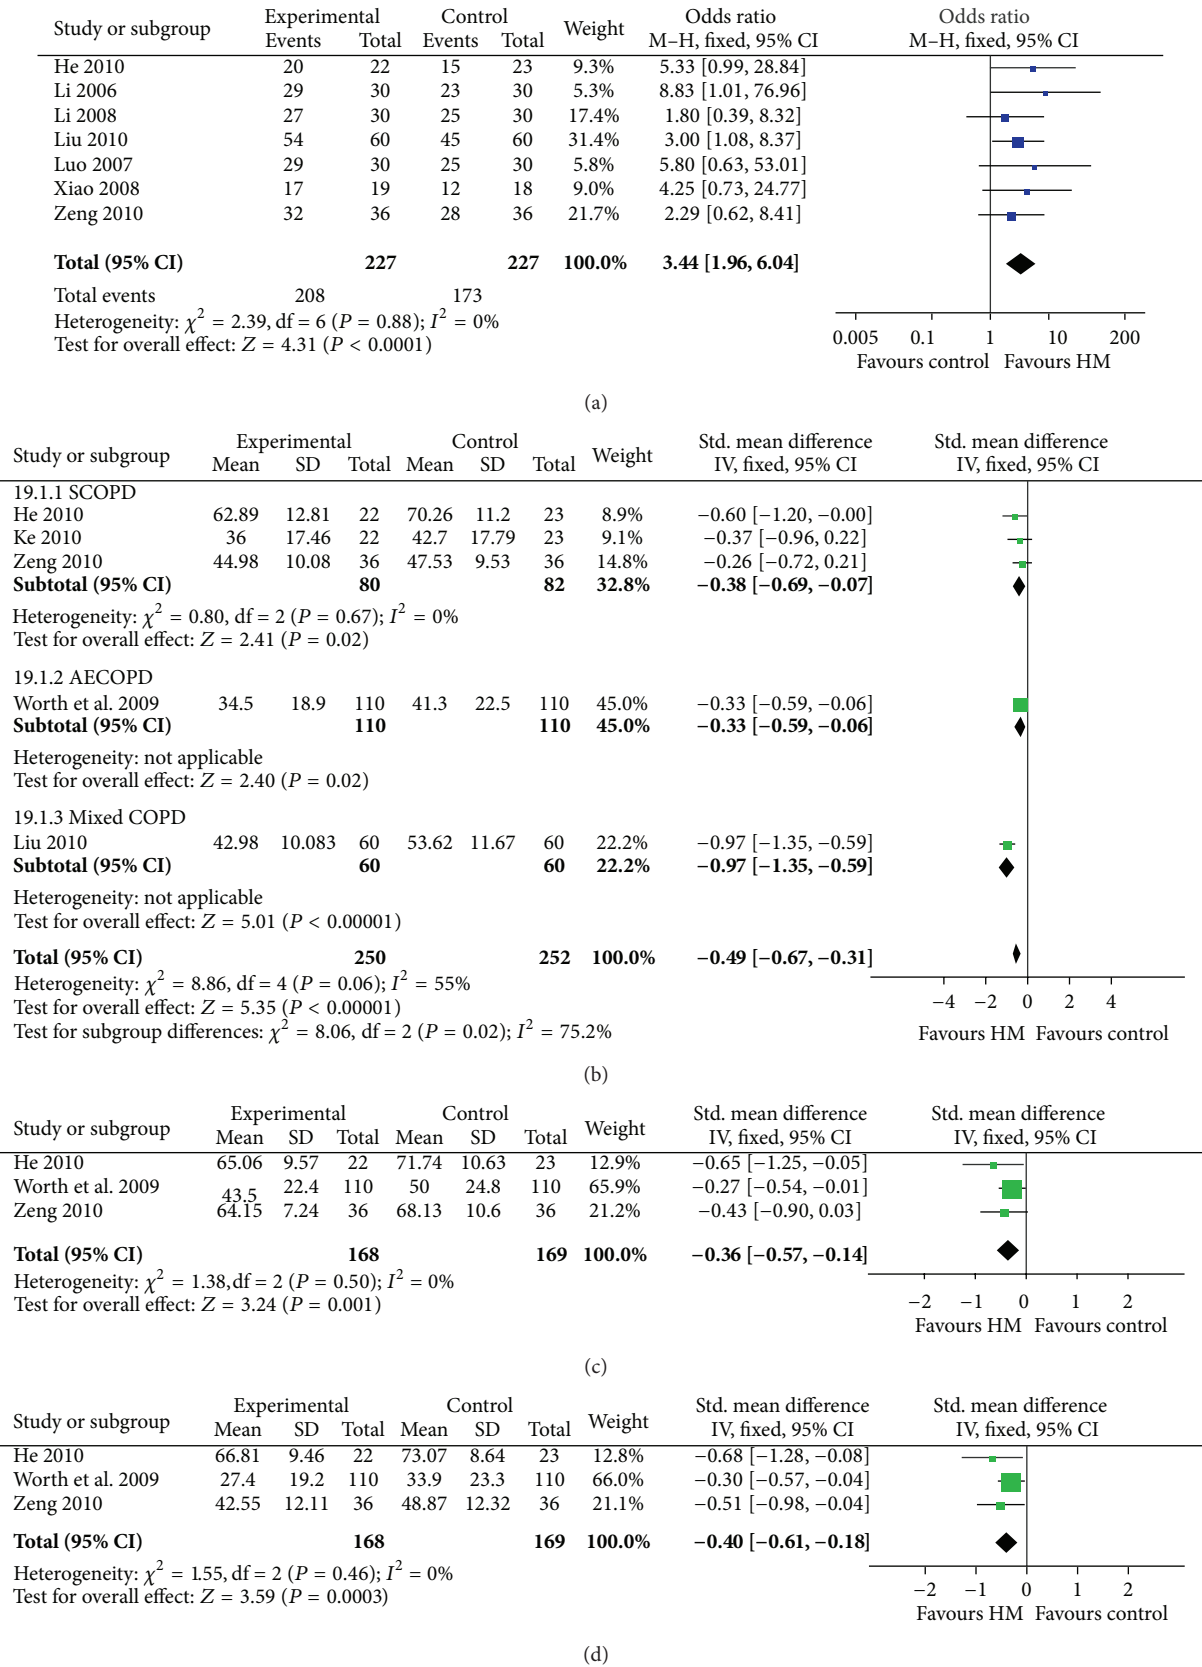 Study or subgroup Experimental Control Weight Odds ratio Odds ratio
Events Total Events Total M–H, fixed, 95% CI M–H, fixed, 95% CI
He 2010 20 22 15 23 9.3% 5.33 [0.99, 28.84]
Li 2006 29 30 23 30 5.3% 8.83 [1.01, 76.96]
Li 2008 27 30 25 30 17.4% 1.80 [0.39, 8.32]
Liu 2010 54 60 45 60 31.4% 3.00 [1.08, 8.37]
Luo 2007 29 30 25 30 5.8% 5.80 [0.63, 53.01]
Xiao 2008 17 19 12 18 9.0% 4.25 [0.73, 24.77]
Zeng 2010 32 36 28 36 21.7% 2.29 [0.62, 8.41]
Total (95% CI) 227 227 100.0% 3.44 [1.96, 6.04]
Total events 208 173
Heterogeneity: χ² = 2.39, df = 6 (P = 0.88); I² = 0%
Test for overall effect: Z = 4.31 (P < 0.0001)
0.005 0.1 1 10 200
Favours control Favours HM
(a)
Study or subgroup Experimental Control Weight Std. mean difference Std. mean difference
Mean SD Total Mean SD Total IV, fixed, 95% CI IV, fixed, 95% CI
19.1.1 SCOPD
He 2010 62.89 12.81 22 70.26 11.2 23 8.9% −0.60 [−1.20, −0.00]
Ke 2010 36 17.46 22 42.7 17.79 23 9.1% −0.37 [−0.96, 0.22]
Zeng 2010 44.98 10.08 36 47.53 9.53 36 14.8% −0.26 [−0.72, 0.21]
Subtotal (95% CI) 80 82 32.8% −0.38 [−0.69, −0.07]
Heterogeneity: χ² = 0.80, df = 2 (P = 0.67); I² = 0%
Test for overall effect: Z = 2.41 (P = 0.02)
19.1.2 AECOPD
Worth et al. 2009 34.5 18.9 110 41.3 22.5 110 45.0% −0.33 [−0.59, −0.06]
Subtotal (95% CI) 110 110 45.0% −0.33 [−0.59, −0.06]
Heterogeneity: not applicable
Test for overall effect: Z = 2.40 (P = 0.02)
19.1.3 Mixed COPD
Liu 2010 42.98 10.083 60 53.62 11.67 60 22.2% −0.97 [−1.35, −0.59]
Subtotal (95% CI) 60 60 22.2% −0.97 [−1.35, −0.59]
Heterogeneity: not applicable
Test for overall effect: Z = 5.01 (P < 0.00001)
Total (95% CI) 250 252 100.0% −0.49 [−0.67, −0.31]
Heterogeneity: χ² = 8.86, df = 4 (P = 0.06); I² = 55%
Test for overall effect: Z = 5.35 (P < 0.00001)
Test for subgroup differences: χ² = 8.06, df = 2 (P = 0.02); I² = 75.2%
−4 −2 0 2 4
Favours HM Favours control
(b)
Study or subgroup Experimental Control Weight Std. mean difference Std. mean difference
Mean SD Total Mean SD Total IV, fixed, 95% CI IV, fixed, 95% CI
He 2010 65.06 9.57 22 71.74 10.63 23 12.9% −0.65 [−1.25, −0.05]
Worth et al. 2009 43.5 22.4 110 50 24.8 110 65.9% −0.27 [−0.54, −0.01]
Zeng 2010 64.15 7.24 36 68.13 10.6 36 21.2% −0.43 [−0.90, 0.03]
Total (95% CI) 168 169 100.0% −0.36 [−0.57, −0.14]
Heterogeneity: χ² = 1.38, df = 2 (P = 0.50); I² = 0%
Test for overall effect: Z = 3.24 (P = 0.001)
−2 −1 0 1 2
Favours HM Favours control
(c)
Study or subgroup Experimental Control Weight Std. mean difference Std. mean difference
Mean SD Total Mean SD Total IV, fixed, 95% CI IV, fixed, 95% CI
He 2010 66.81 9.46 22 73.07 8.64 23 12.8% −0.68 [−1.28, −0.08]
Worth et al. 2009 27.4 19.2 110 33.9 23.3 110 66.0% −0.30 [−0.57, −0.04]
Zeng 2010 42.55 12.11 36 48.87 12.32 36 21.1% −0.51 [−0.98, −0.04]
Total (95% CI) 168 169 100.0% −0.40 [−0.61, −0.18]
Heterogeneity: χ² = 1.55, df = 2 (P = 0.46); I² = 0%
Test for overall effect: Z = 3.59 (P = 0.0003)
−2 −1 0 1 2
Favours HM Favours control
(d)